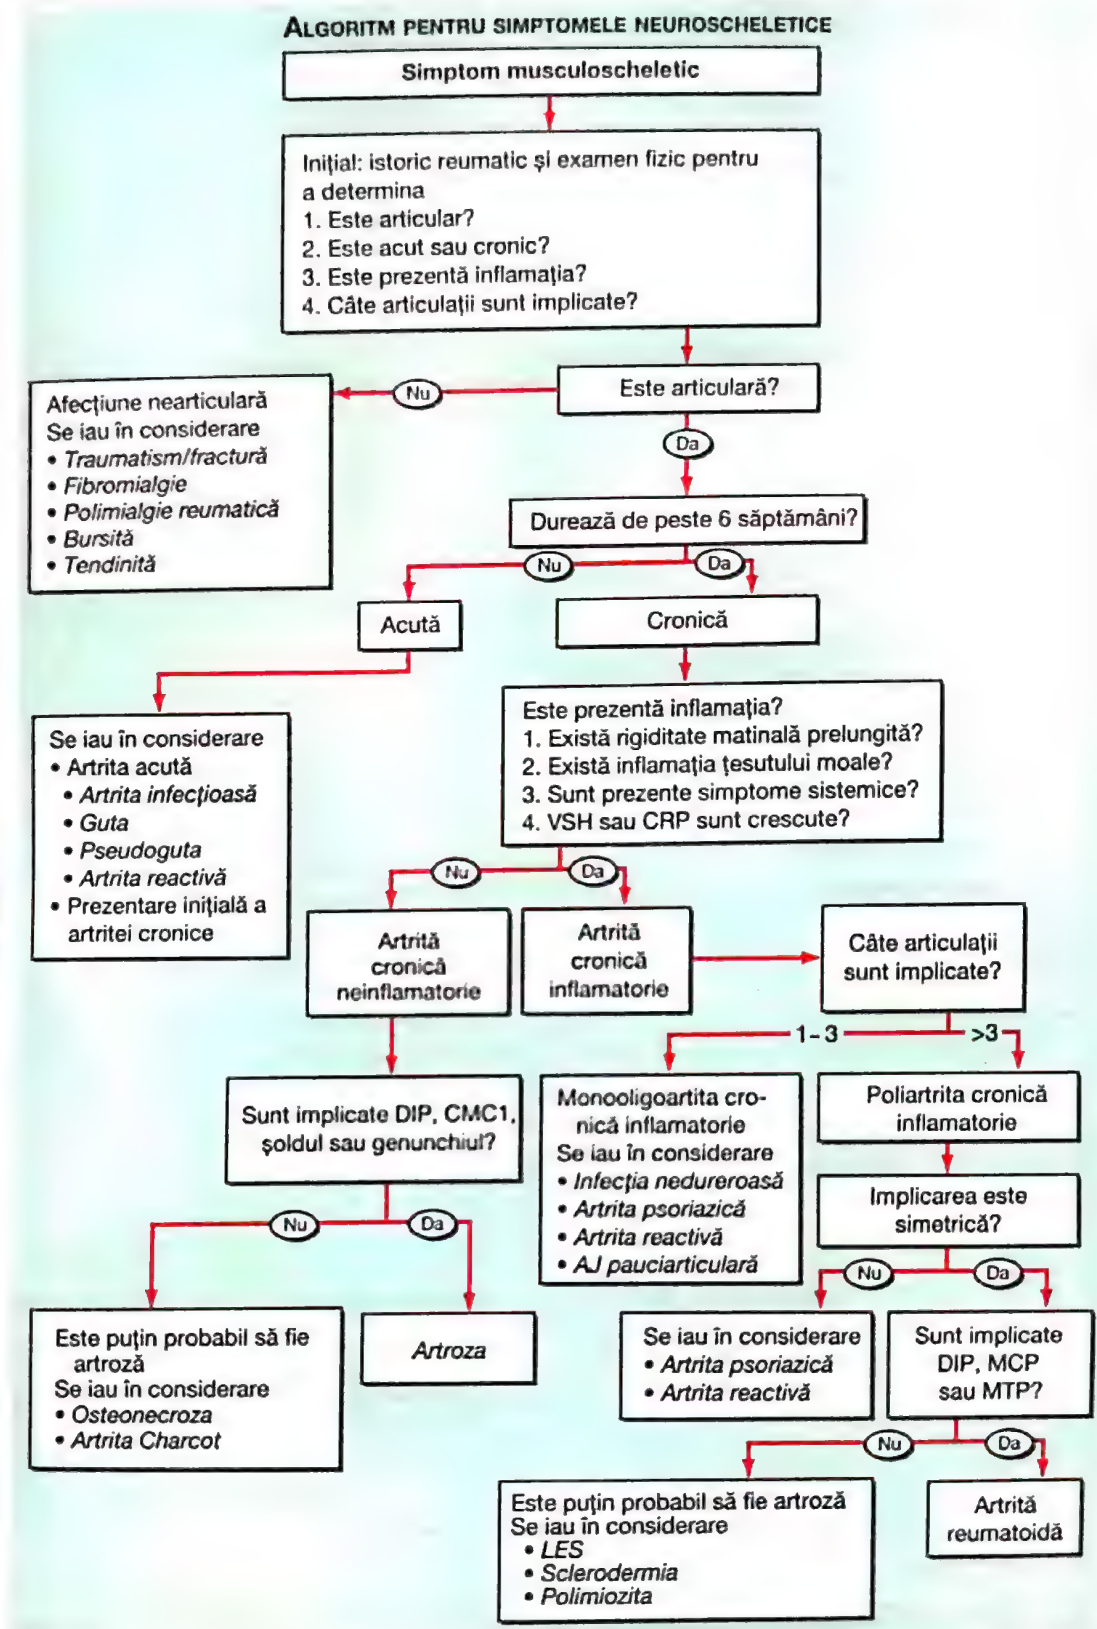 ALGORITM PENTRU SIMPTOMELE NEUROSCHELETICE
Simptom musculoscheletic
Inițial: istoric reumatic și examen fizic pentru
a determina
1. Este articular?
2. Este acut sau cronic?
3. Este prezentă inflamația?
4. Câte articulații sunt implicate?
Este articulară?
Nu
Da
Afecțiune nearticulară
Se iau în considerare
• Traumatism/fractură
• Fibromialgie
• Polimialgie reumatică
• Bursită
• Tendinită
Durează de peste 6 săptămâni?
Nu
Da
Acută
Cronică
Se iau în considerare
• Artrita acută
• Artrita infecțioasă
• Guta
• Pseudoguta
• Artrita reactivă
• Prezentare inițială a
artritei cronice
Este prezentă inflamația?
1. Există rigiditate matinală prelungită?
2. Există inflamația țesutului moale?
3. Sunt prezente simptome sistemice?
4. VSH sau CRP sunt crescute?
Nu
Da
Artrită
cronică
neinflamatorie
Artrită
cronică
inflamatorie
Câte articulații
sunt implicate?
1–3
>3
Sunt implicate DIP, CMC1,
șoldul sau genunchiul?
Monooligoartita cro-
nică inflamatorie
Se iau în considerare
• Infecția nedureroasă
• Artrita psoriazică
• Artrita reactivă
• AJ pauciarticulară
Poliartrita cronică
inflamatorie
Implicarea este
simetrică?
Nu
Da
Nu
Da
Este puțin probabil să fie
artroză
Se iau în considerare
• Osteonecroza
• Artrita Charcot
Artroza
Se iau în considerare
• Artrita psoriazică
• Artrita reactivă
Sunt implicate
DIP, MCP
sau MTP?
Nu
Da
Este puțin probabil să fie artroză
Se iau în considerare
• LES
• Sclerodermia
• Polimiozita
Artrită
reumatoidă